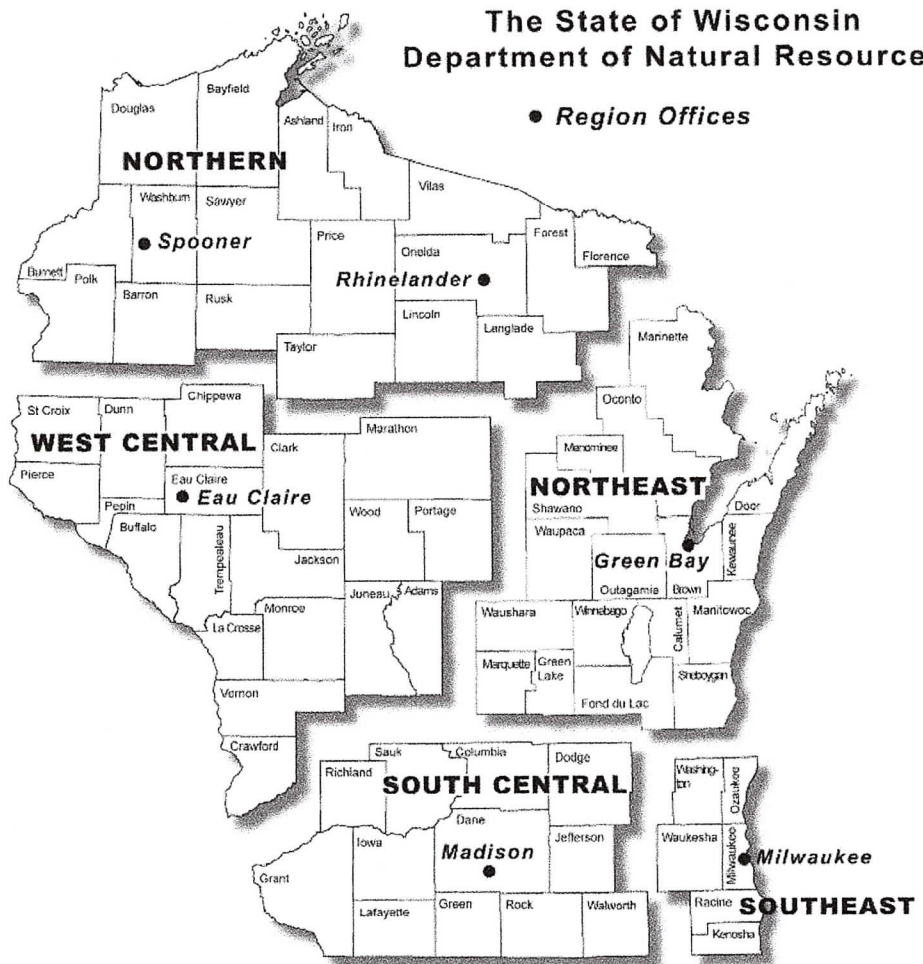 The State of Wisconsin
Department of Natural Resource
● Region Offices
Douglas
Bayfield
Ashland
Iron
NORTHERN
Vilas
Washburn
Sawyer
Spooner
Price
Oneida
Forest
Florence
Burnett
Polk
Rhinelander
Barron
Rusk
Lincoln
Langlade
Taylor
Marinette
Chippewa
St Croix
Dunn
Oconto
WEST CENTRAL
Clark
Marathon
Menominee
Pierce
Eau Claire
Eau Claire
NORTHEAST
Pepin
Buffalo
Wood
Portage
Shawano
Door
Waupaca
Trempealeau
Jackson
Green Bay
Kewaunee
Juneau
Adams
Outagamie
Brown
Monroe
Waushara
Winnebago
Calumet
Manitowoc
La Crosse
Marquette
Green
Lake
Sheboygan
Vernon
Fond du Lac
Crawford
Sauk
Columbia
Dodge
Richland
SOUTH CENTRAL
Washing-
ton
Ozaukee
Dane
Iowa
Madison
Jefferson
Waukesha
Milwaukee
Milwaukee
Grant
Lafayette
Green
Rock
Walworth
Racine
SOUTHEAST
Kenosha